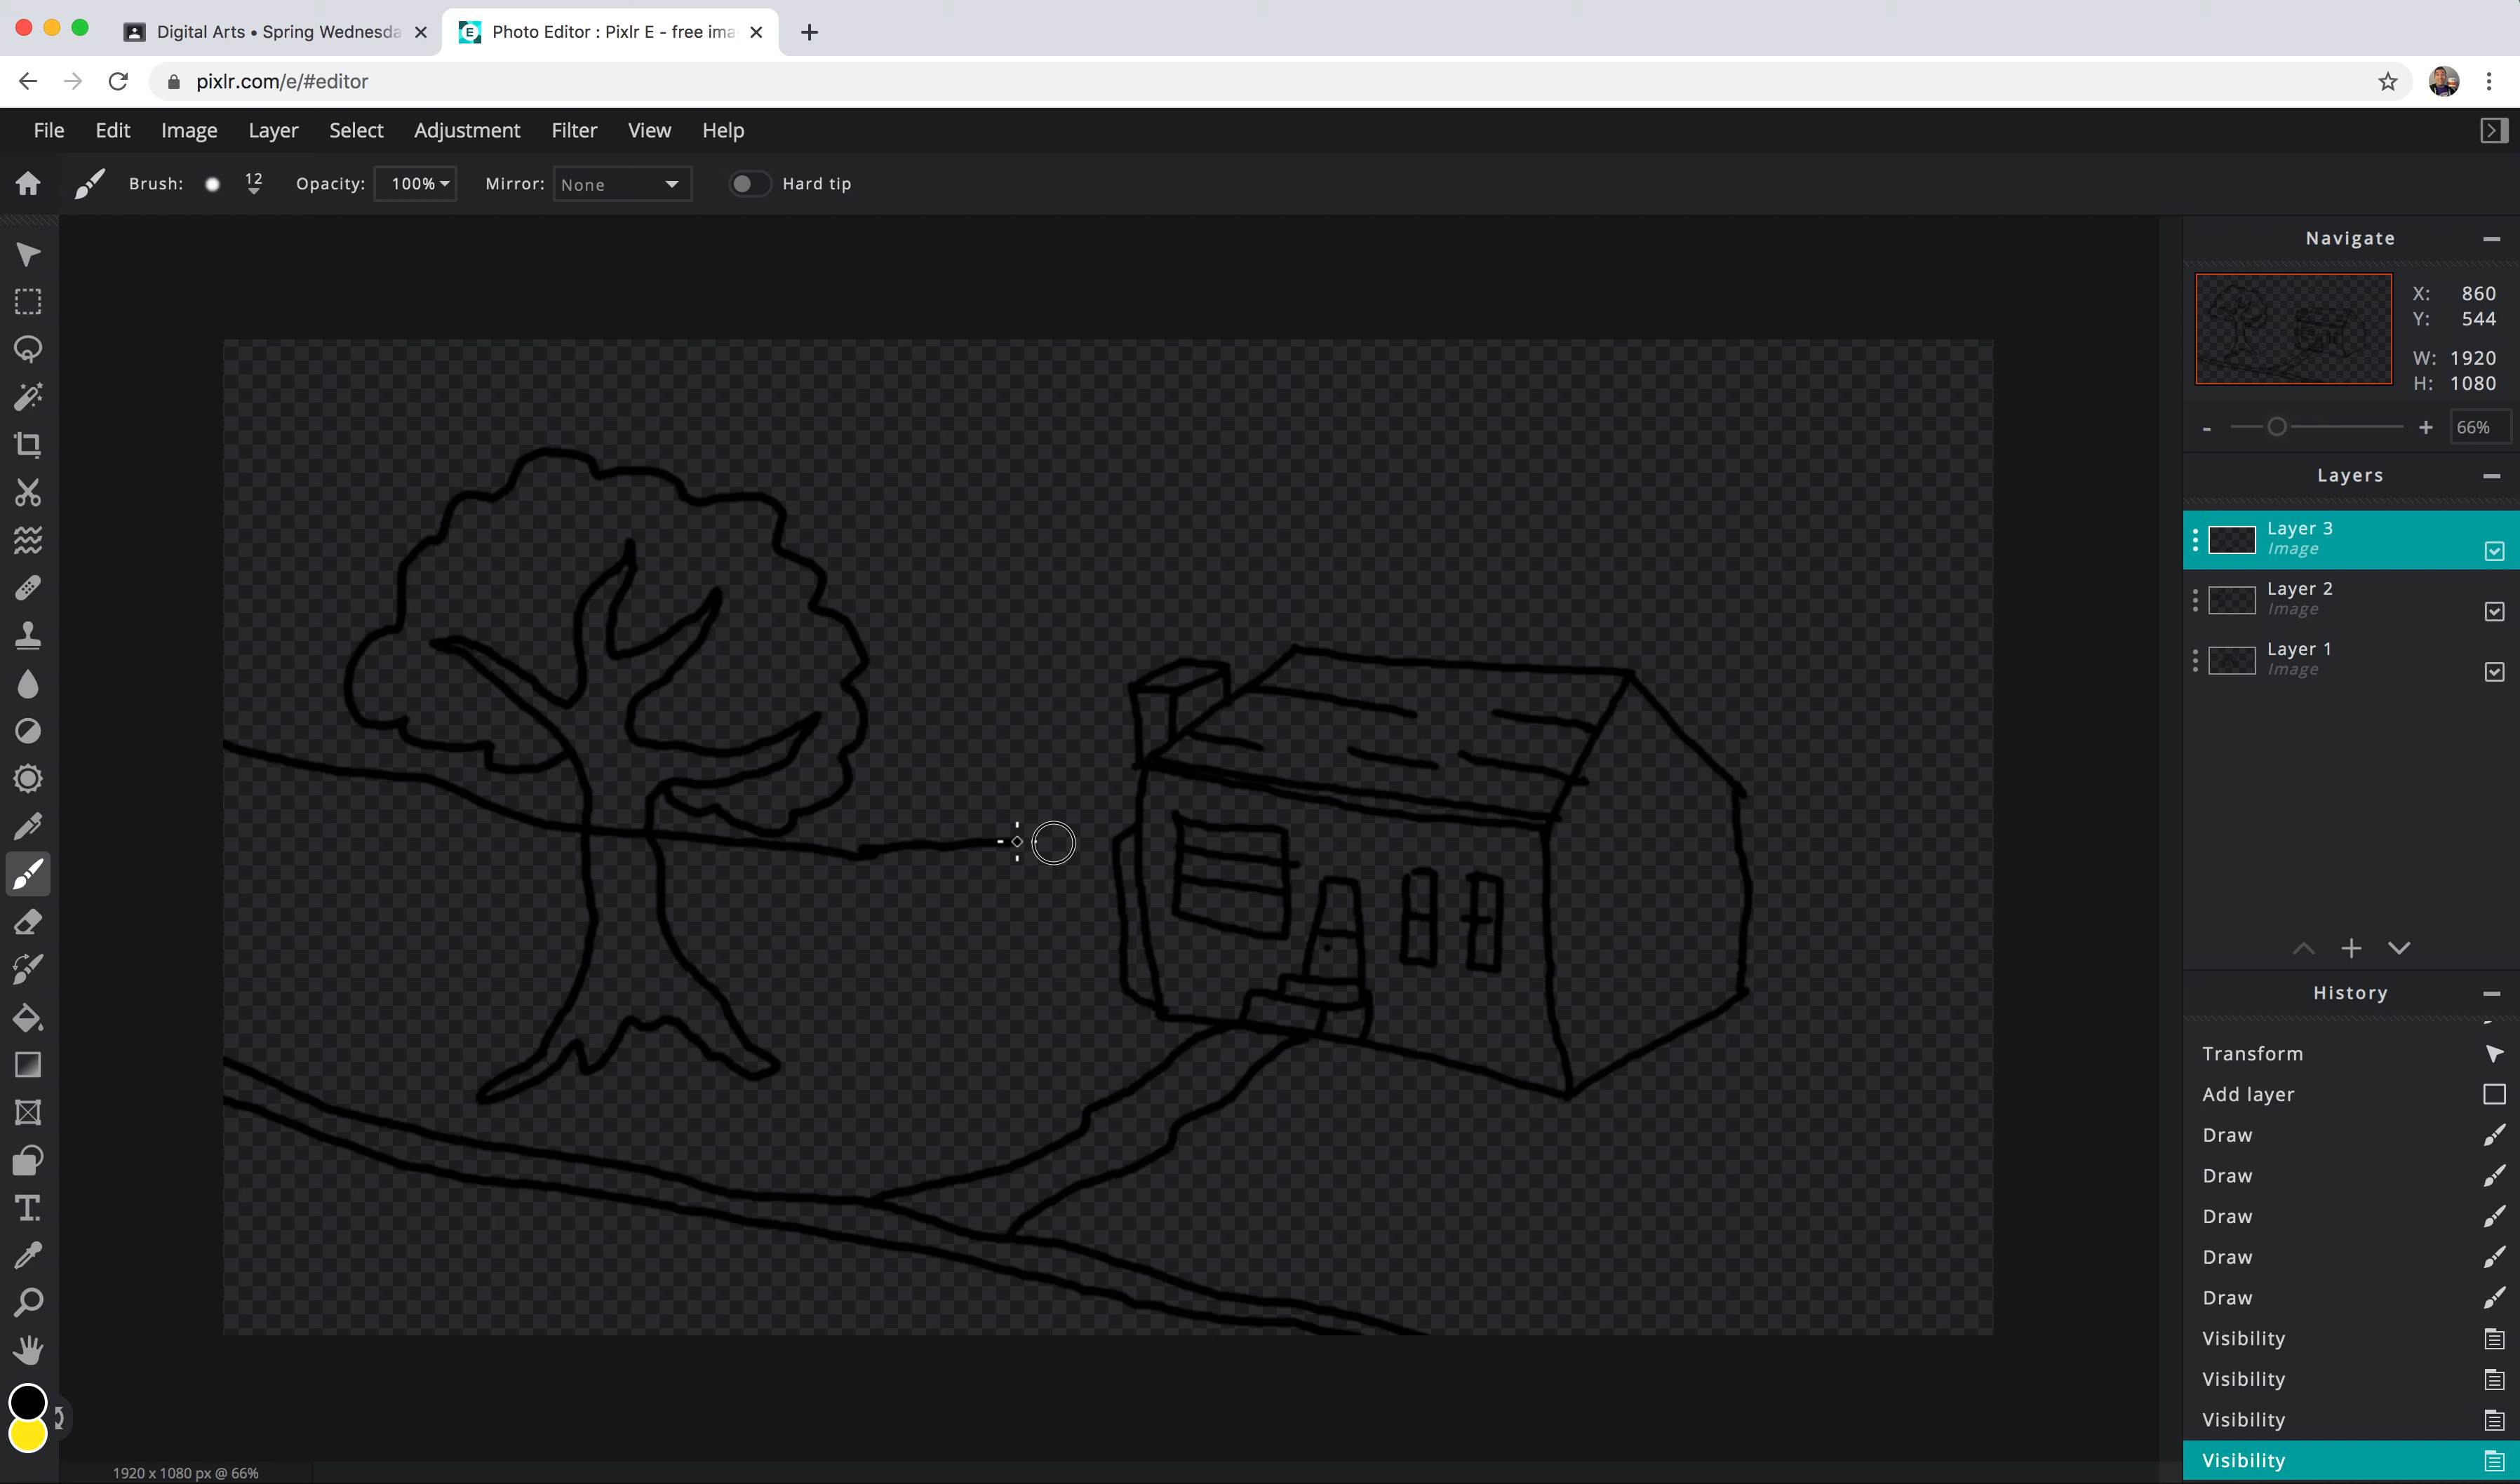 Digital Arts • Spring Wednesda
Photo Editor : Pixlr E - free ima
pixlr.com/e/#editor
File Edit Image Layer Select Adjustment Filter View Help
Brush: 12 Opacity: 100% Mirror: None Hard tip
Navigate
X: 860
Y: 544
W: 1920
H: 1080
- + 66%
Layers
Layer 3
Image
Layer 2
Image
Layer 1
Image
History
Transform
Add layer
Draw
Draw
Draw
Draw
Draw
Visibility
Visibility
Visibility
Visibility
1920 x 1080 px @ 66%